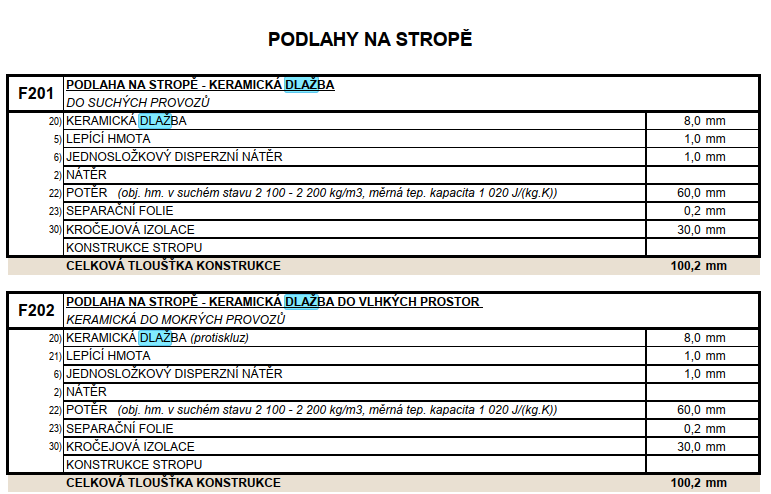 PODLAHY NA STROPĚ
F201 PODLAHA NA STROPĚ - KERAMICKÁ DLAŽBA
DO SUCHÝCH PROVOZŮ
20) KERAMICKÁ DLAŽBA 8,0 mm
5) LEPÍCÍ HMOTA 1,0 mm
6) JEDNOSLOŽKOVÝ DISPERZNÍ NÁTĚR 1,0 mm
2) NÁTĚR
22) POTĚR (obj. hm. v suchém stavu 2 100 - 2 200 kg/m3, měrná tep. kapacita 1 020 J/(kg.K)) 60,0 mm
23) SEPARAČNÍ FOLIE 0,2 mm
30) KROČEJOVÁ IZOLACE 30,0 mm
KONSTRUKCE STROPU
CELKOVÁ TLOUŠŤKA KONSTRUKCE 100,2 mm
F202 PODLAHA NA STROPĚ - KERAMICKÁ DLAŽBA DO VLHKÝCH PROSTOR
KERAMICKÁ DO MOKRÝCH PROVOZŮ
20) KERAMICKÁ DLAŽBA (protiskluz) 8,0 mm
21) LEPÍCÍ HMOTA 1,0 mm
6) JEDNOSLOŽKOVÝ DISPERZNÍ NÁTĚR 1,0 mm
2) NÁTĚR
22) POTĚR (obj. hm. v suchém stavu 2 100 - 2 200 kg/m3, měrná tep. kapacita 1 020 J/(kg.K)) 60,0 mm
23) SEPARAČNÍ FOLIE 0,2 mm
30) KROČEJOVÁ IZOLACE 30,0 mm
KONSTRUKCE STROPU
CELKOVÁ TLOUŠŤKA KONSTRUKCE 100,2 mm